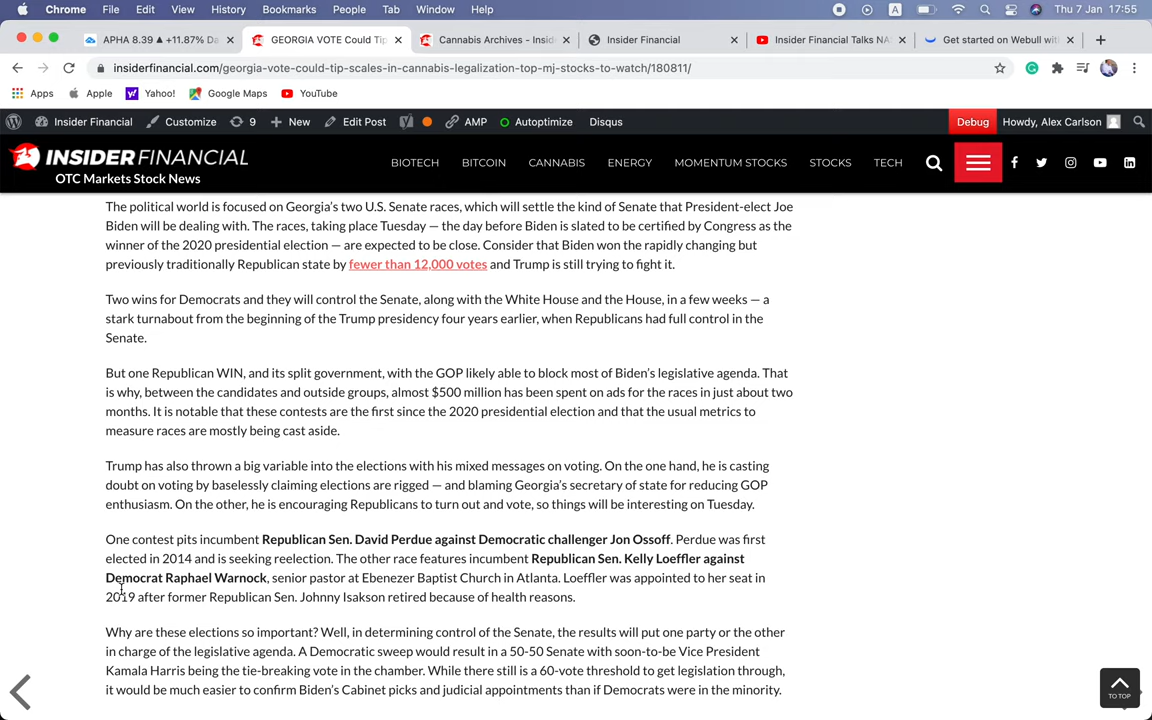 Chrome File Edit View History Bookmarks People Tab Window Help A Thu 7 Jan 17:55
APHA 8.39 ▲ +11.87% Da GEORGIA VOTE Could Tip Cannabis Archives - Insid Insider Financial Insider Financial Talks NA Get started on Webull with
insiderfinancial.com/georgia-vote-could-tip-scales-in-cannabis-legalization-top-mj-stocks-to-watch/180811/
Apps Apple Yahoo! Google Maps YouTube
Insider Financial Customize 9 New Edit Post AMP Autoptimize Disqus Debug Howdy, Alex Carlson
INSIDERFINANCIAL BIOTECH BITCOIN CANNABIS ENERGY MOMENTUM STOCKS STOCKS TECH
OTC Markets Stock News
The political world is focused on Georgia's two U.S. Senate races, which will settle the kind of Senate that President-elect Joe
Biden will be dealing with. The races, taking place Tuesday — the day before Biden is slated to be certified by Congress as the
winner of the 2020 presidential election — are expected to be close. Consider that Biden won the rapidly changing but
previously traditionally Republican state by fewer than 12,000 votes and Trump is still trying to fight it.
Two wins for Democrats and they will control the Senate, along with the White House and the House, in a few weeks — a
stark turnabout from the beginning of the Trump presidency four years earlier, when Republicans had full control in the
Senate.
But one Republican WIN, and its split government, with the GOP likely able to block most of Biden's legislative agenda. That
is why, between the candidates and outside groups, almost $500 million has been spent on ads for the races in just about two
months. It is notable that these contests are the first since the 2020 presidential election and that the usual metrics to
measure races are mostly being cast aside.
Trump has also thrown a big variable into the elections with his mixed messages on voting. On the one hand, he is casting
doubt on voting by baselessly claiming elections are rigged — and blaming Georgia's secretary of state for reducing GOP
enthusiasm. On the other, he is encouraging Republicans to turn out and vote, so things will be interesting on Tuesday.
One contest pits incumbent Republican Sen. David Perdue against Democratic challenger Jon Ossoff. Perdue was first
elected in 2014 and is seeking reelection. The other race features incumbent Republican Sen. Kelly Loeffler against
Democrat Raphael Warnock, senior pastor at Ebenezer Baptist Church in Atlanta. Loeffler was appointed to her seat in
2019 after former Republican Sen. Johnny Isakson retired because of health reasons.
Why are these elections so important? Well, in determining control of the Senate, the results will put one party or the other
in charge of the legislative agenda. A Democratic sweep would result in a 50-50 Senate with soon-to-be Vice President
Kamala Harris being the tie-breaking vote in the chamber. While there still is a 60-vote threshold to get legislation through,
it would be much easier to confirm Biden's Cabinet picks and judicial appointments than if Democrats were in the minority.
TO TOP